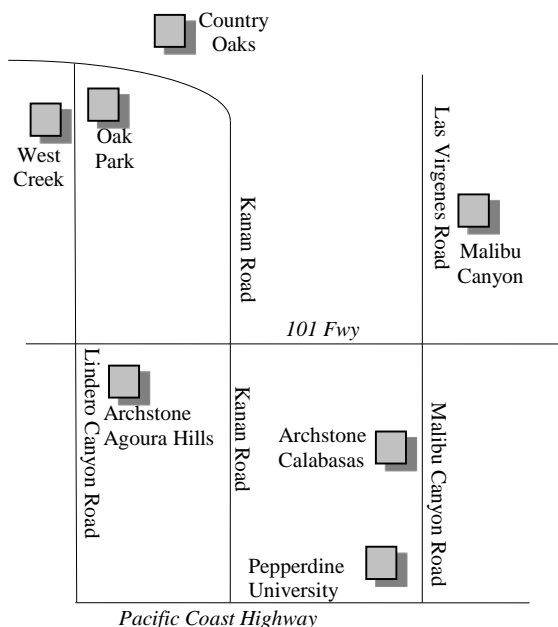 Country
Oaks
West
Creek
Oak
Park
Las Virgenes Road
Kanan Road
Malibu
Canyon
101 Fwy
Lindero Canyon Road
Archstone
Agoura Hills
Kanan Road
Archstone
Calabasas
Malibu Canyon Road
Pepperdine
University
Pacific Coast Highway